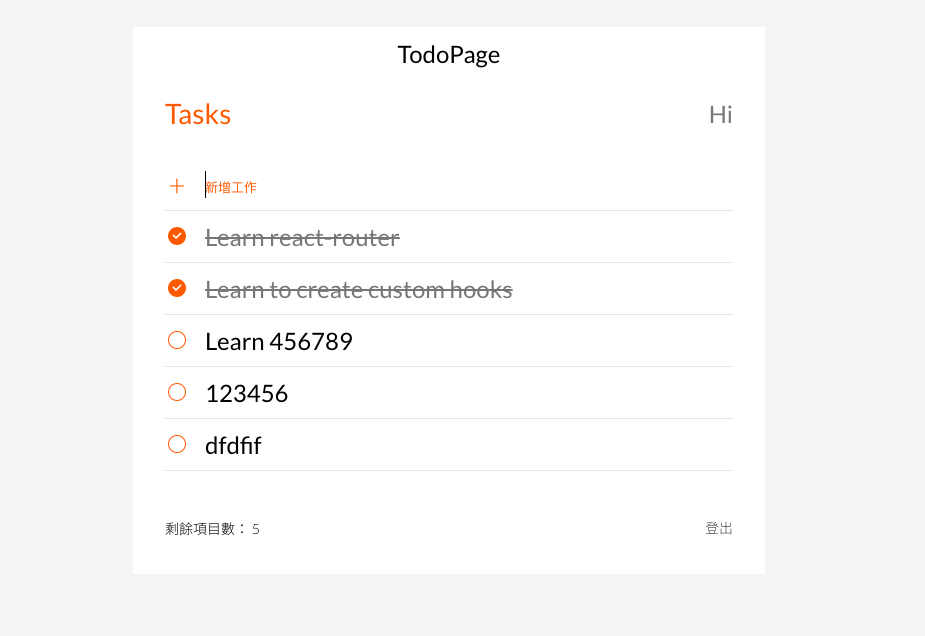 TodoPage
Tasks
Hi
新增工作
Learn react-router
Learn to create custom hooks
Learn 456789
123456
dfdfif
剩餘項目數： 5
登出